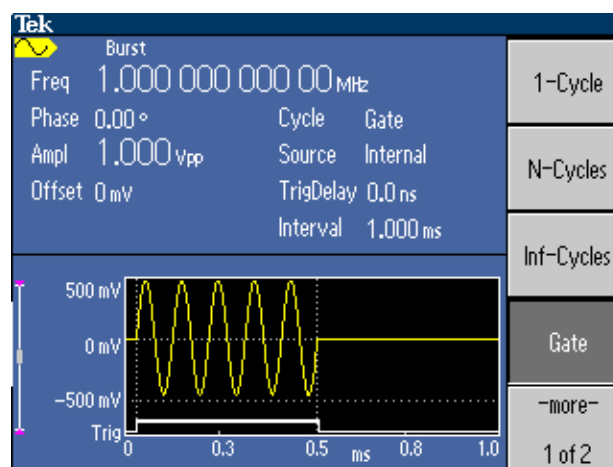 Tek
Burst
Freq 1.000 000 000 00 MHz
Phase 0.00 °
Cycle Gate
Ampl 1.000 Vpp
Source Internal
Offset 0 mV
TrigDelay 0.0 ns
Interval 1.000 ms
1-Cycle
N-Cycles
Inf-Cycles
Gate
-more-
1 of 2
500 mV
0 mV
-500 mV
Trig
0 0.3 0.5 ms 0.8 1.0